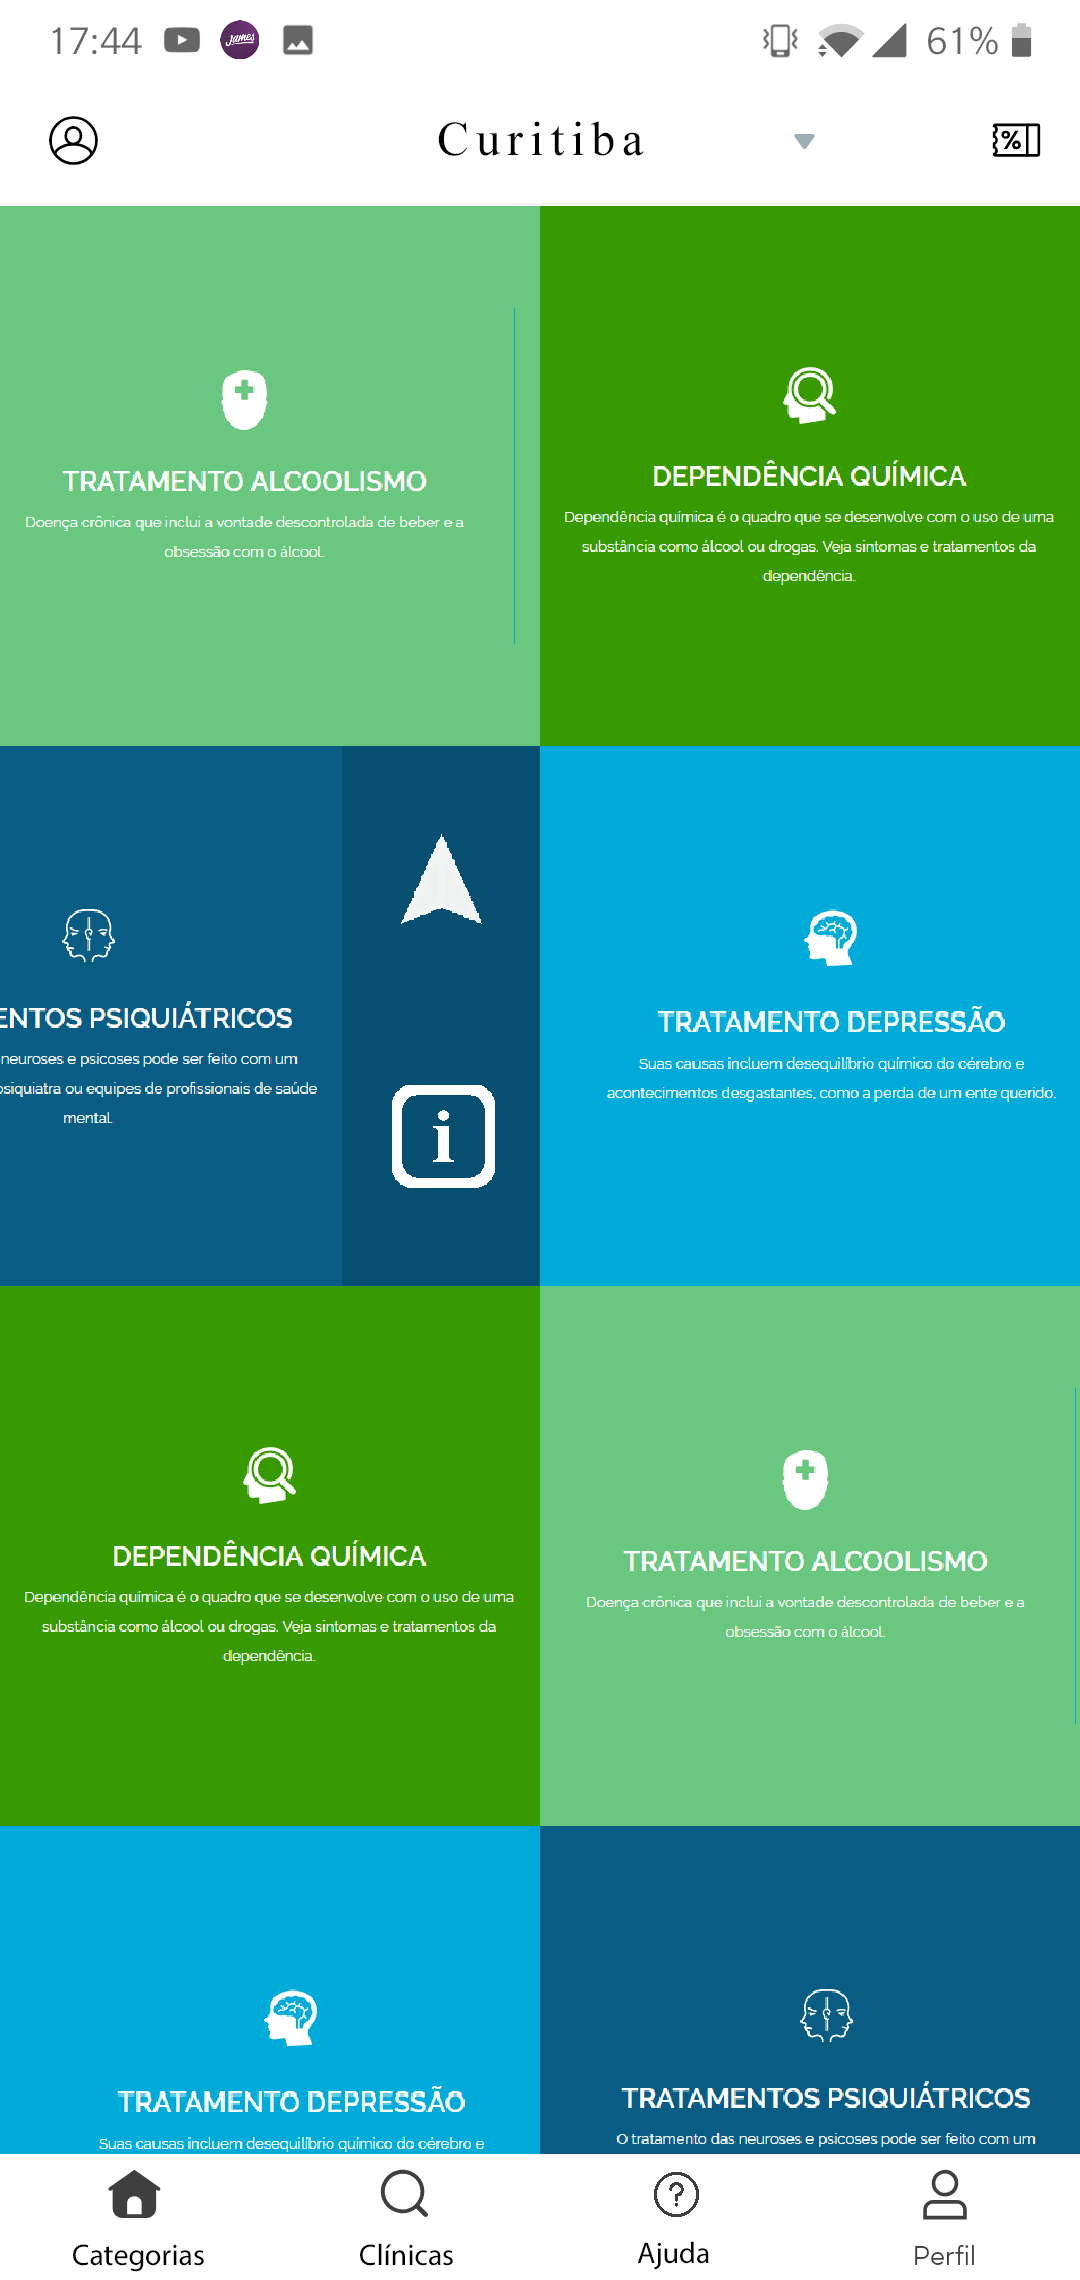 17:44
James
61%
Curitiba
%
TRATAMENTO ALCOOLISMO
Doença crônica que inclui a vontade descontrolada de beber e a
obsessão com o álcool.
DEPENDÊNCIA QUÍMICA
Dependência química é o quadro que se desenvolve com o uso de uma
substância como álcool ou drogas. Veja sintomas e tratamentos da
dependência.
ENTOS PSIQUIÁTRICOS
neuroses e psicoses pode ser feito com um
psiquiatra ou equipes de profissionais de saúde
mental.
i
TRATAMENTO DEPRESSÃO
Suas causas incluem desequilíbrio químico do cérebro e
acontecimentos desgastantes, como a perda de um ente querido.
DEPENDÊNCIA QUÍMICA
Dependência química é o quadro que se desenvolve com o uso de uma
substância como álcool ou drogas. Veja sintomas e tratamentos da
dependência.
TRATAMENTO ALCOOLISMO
Doença crônica que inclui a vontade descontrolada de beber e a
obsessão com o álcool.
TRATAMENTO DEPRESSÃO
Suas causas incluem desequilíbrio químico do cérebro e
TRATAMENTOS PSIQUIÁTRICOS
O tratamento das neuroses e psicoses pode ser feito com um
Categorias
Clínicas
?
Ajuda
Perfil